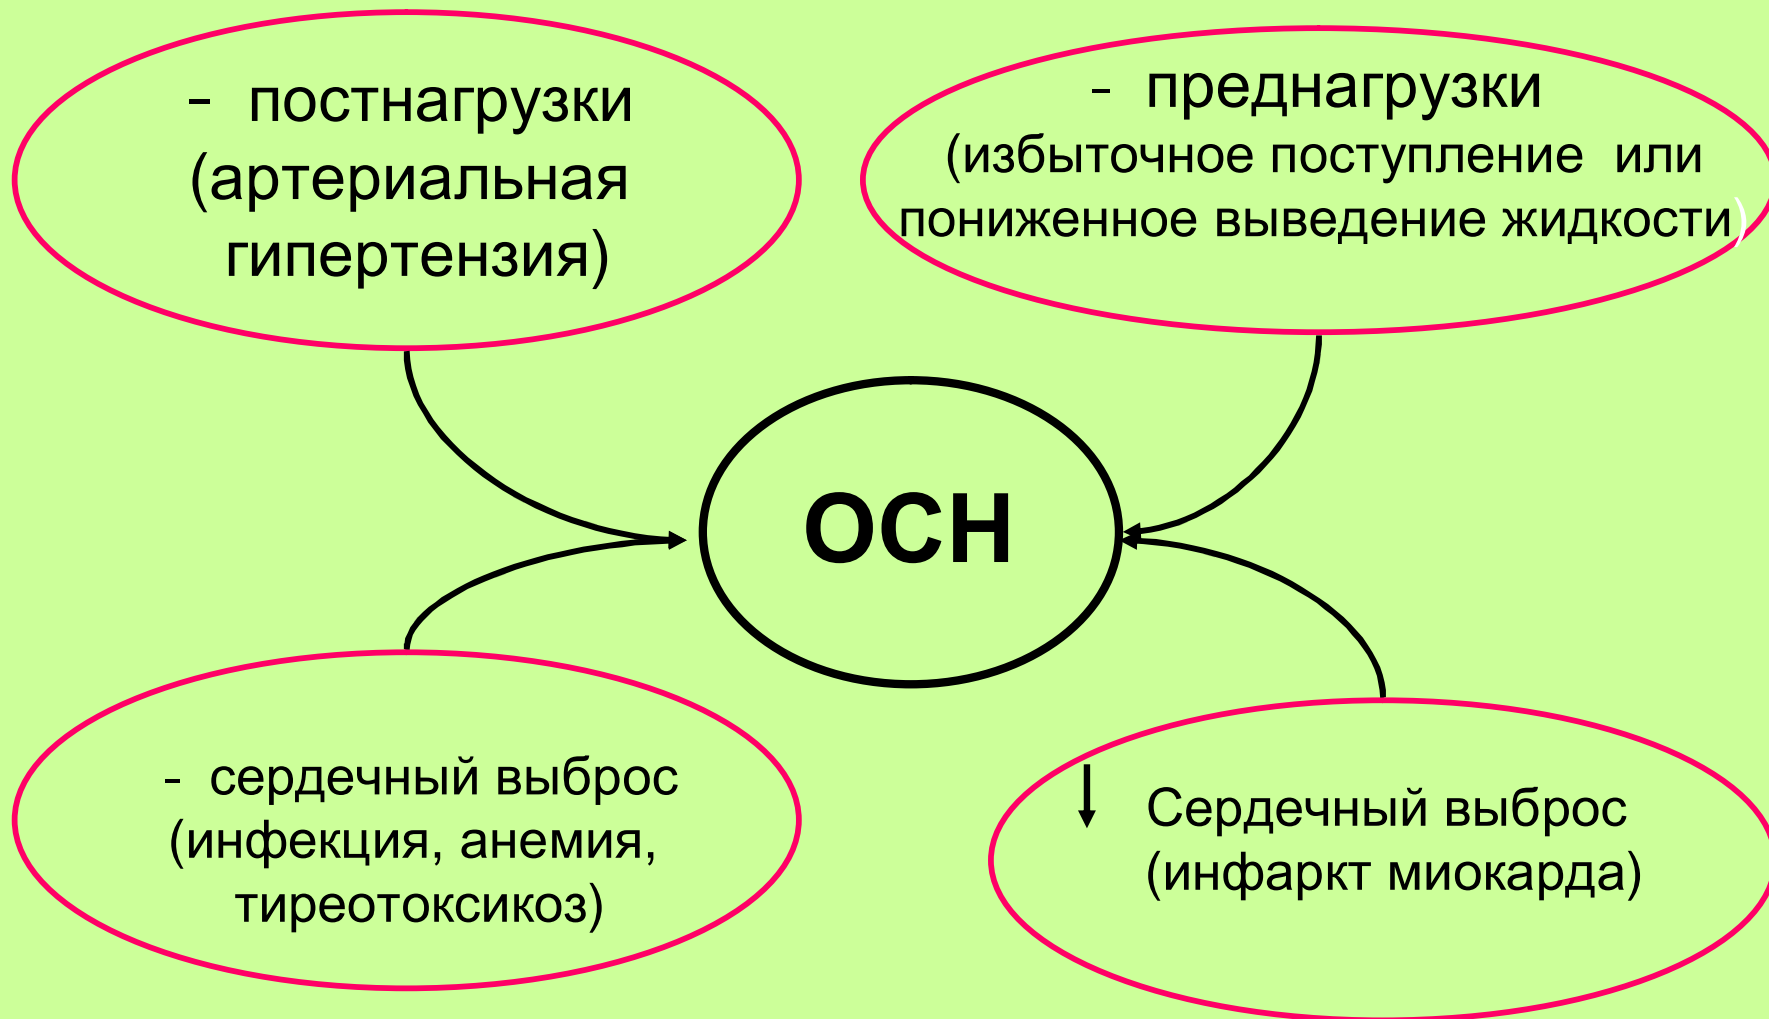 - постнагрузки
(артериальная
гипертензия)
- преднагрузки
(избыточное поступление или
пониженное выведение жидкости)
ОСН
- сердечный выброс
(инфекция, анемия,
тиреотоксикоз)
Сердечный выброс
(инфаркт миокарда)